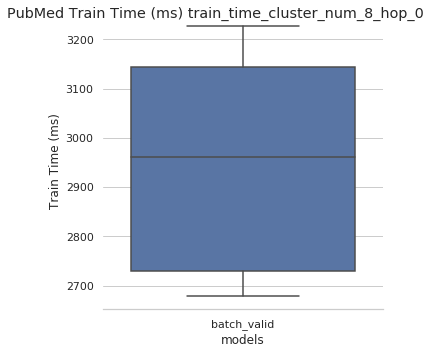 PubMed Train Time (ms) train_time_cluster_num_8_hop_0
3200
3100
3000
2900
2800
2700
Train Time (ms)
batch_valid
models